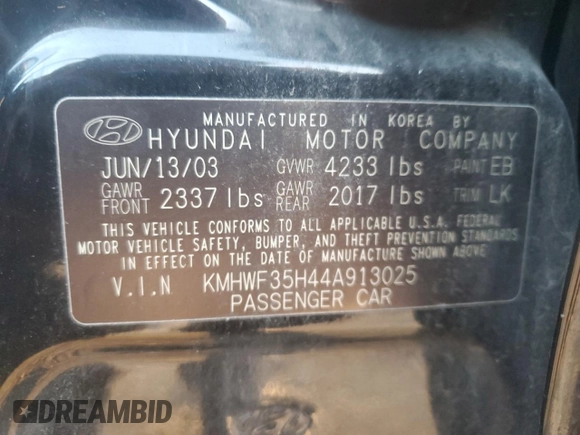 MANUFACTURED IN KOREA BY
HYUNDAI MOTOR COMPANY
JUN/13/03 GVWR 4233 lbs PAINT EB
GAWR FRONT 2337 lbs GAWR REAR 2017 lbs TRIM LK
THIS VEHICLE CONFORMS TO ALL APPLICABLE U.S.A. FEDERAL
MOTOR VEHICLE SAFETY, BUMPER, AND THEFT PREVENTION STANDARDS
IN EFFECT ON THE DATE OF MANUFACTURE SHOWN ABOVE
V.I.N KMHWF35H44A913025
PASSENGER CAR
DREAMBID